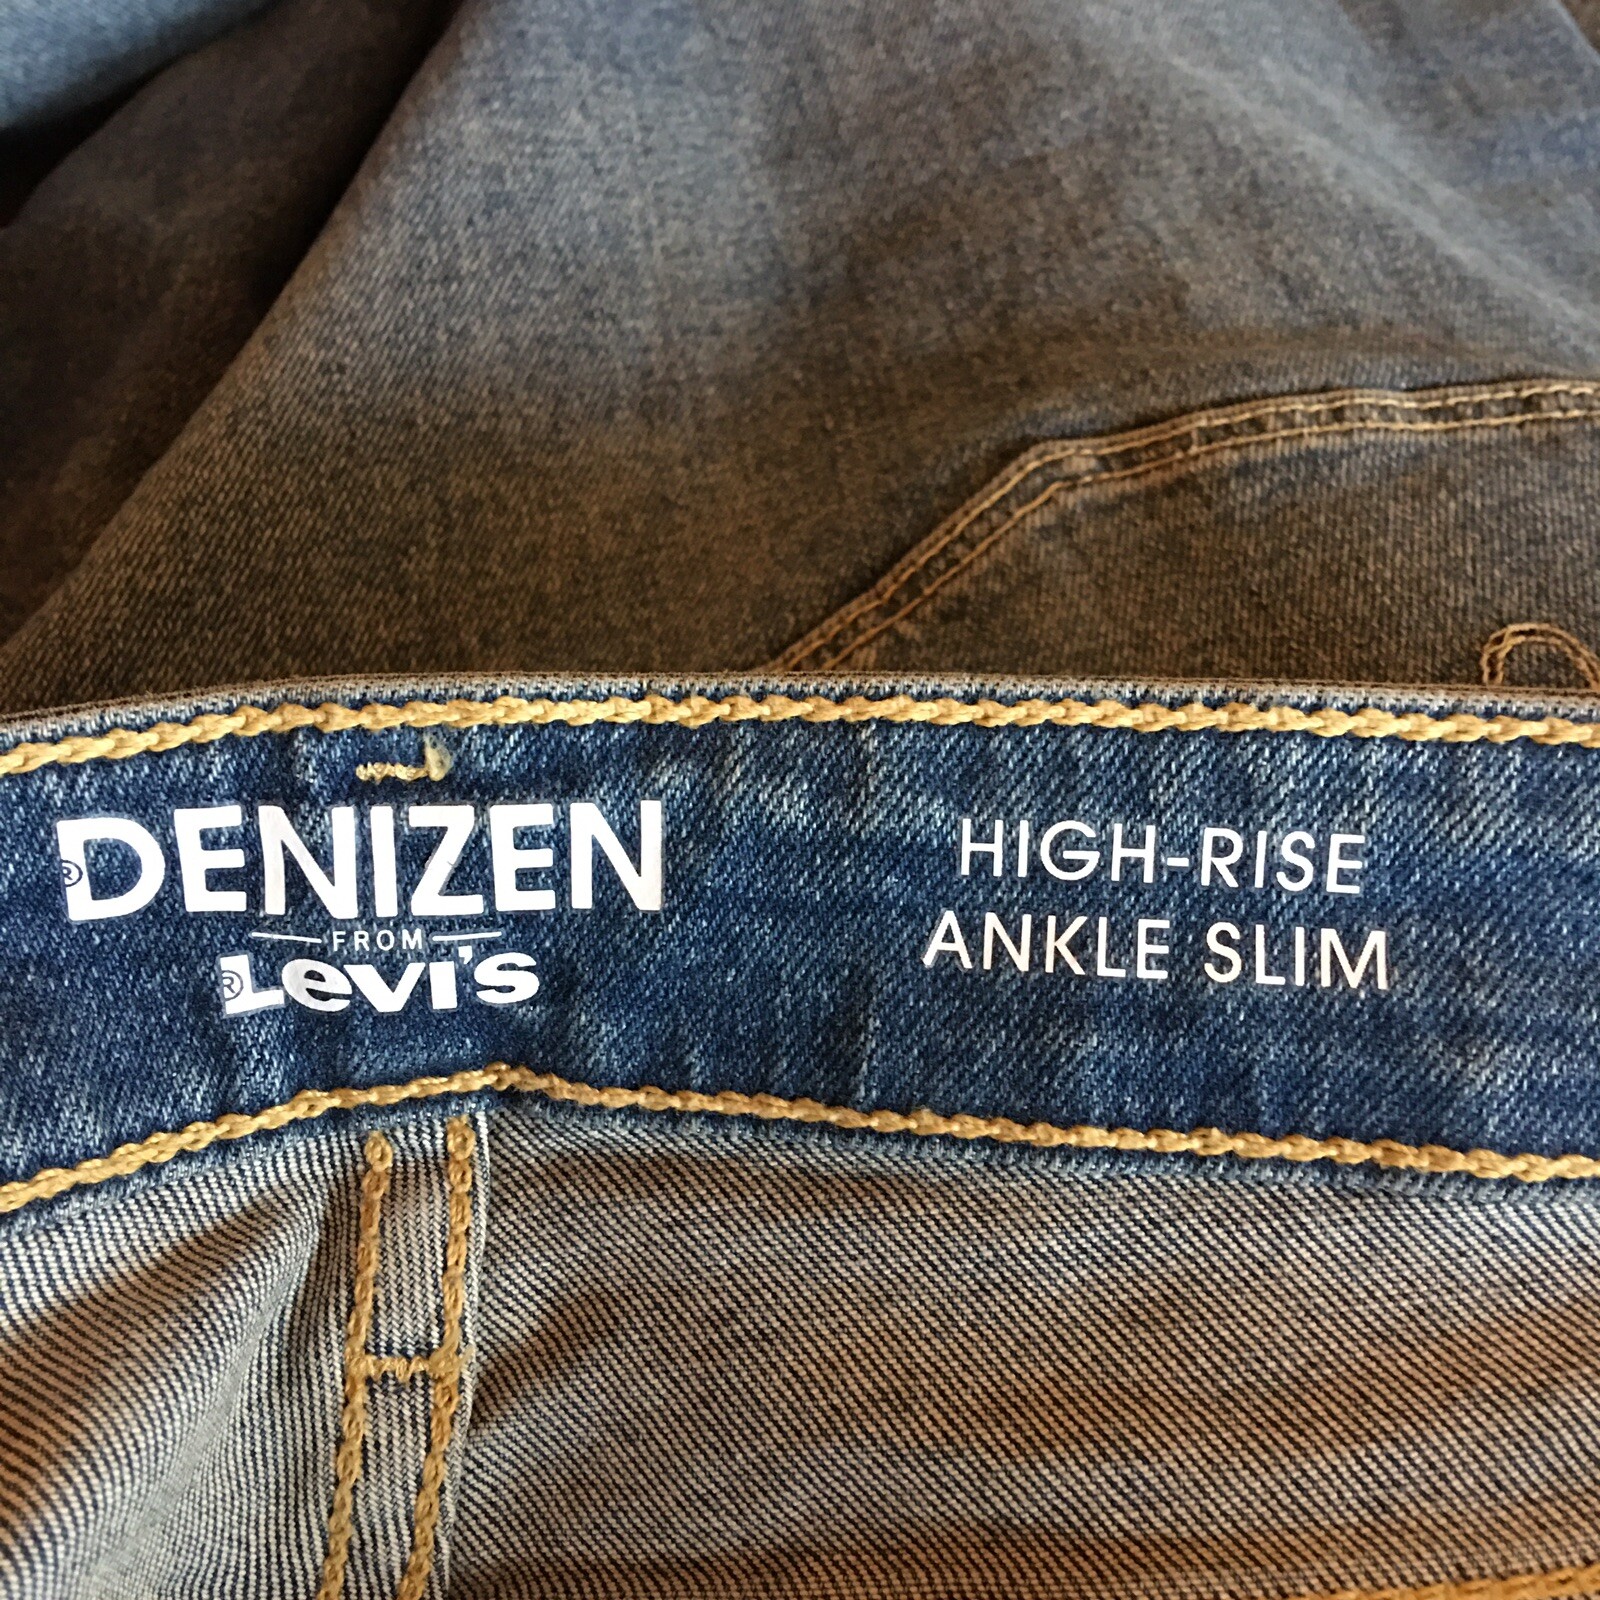 ®DENIZEN
FROM
®Levi's
HIGH-RISE
ANKLE SLIM